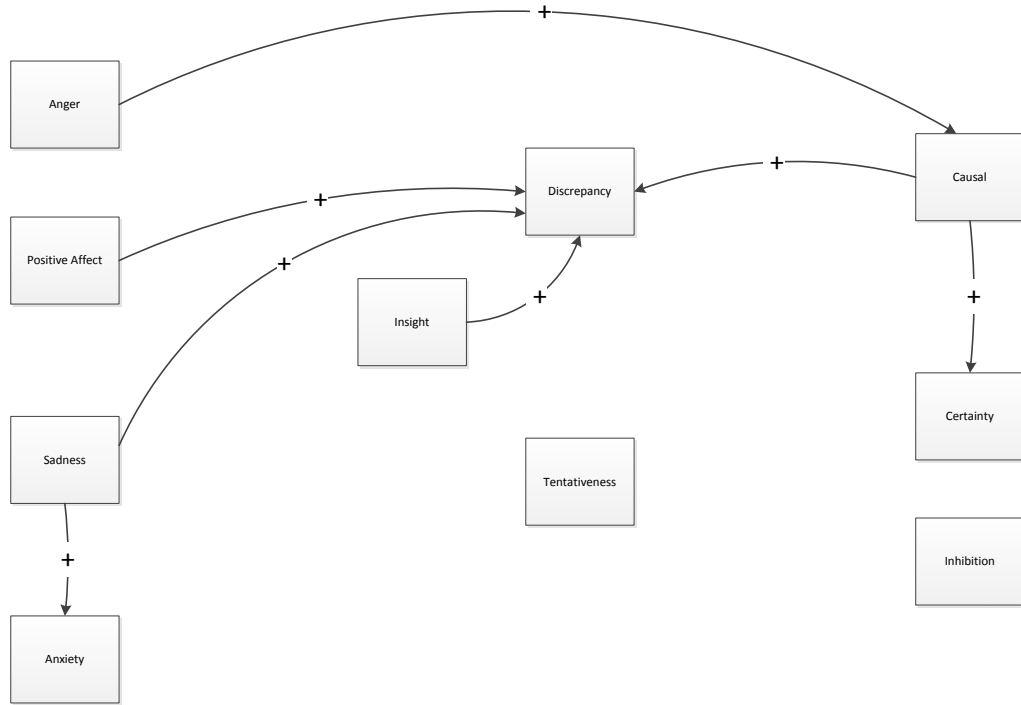 +
Anger
Causal
+
Discrepancy
+
Positive Affect
+
Insight
+
+
Certainty
Sadness
Tentativeness
+
Inhibition
Anxiety